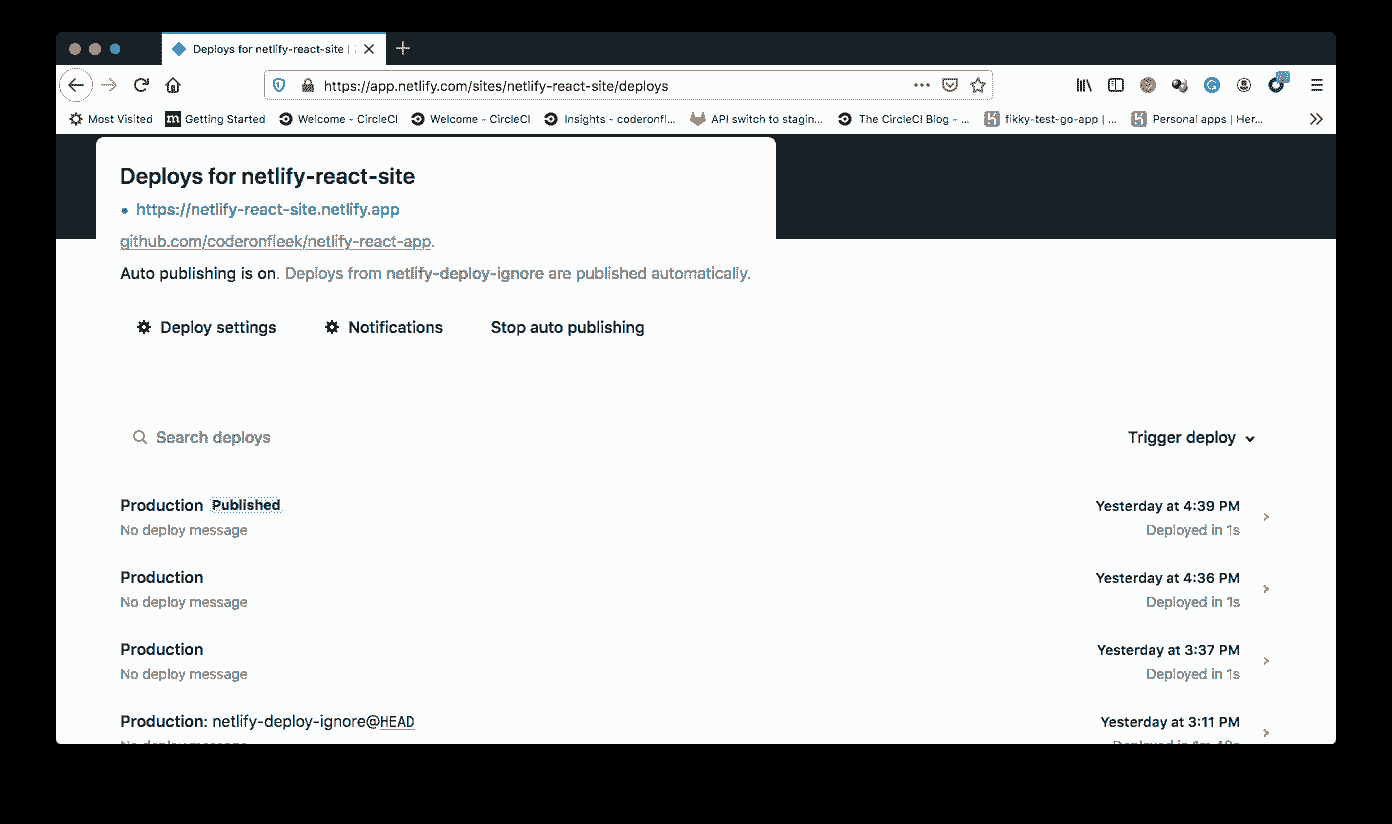 Deploys for netlify-react-site |
https://app.netlify.com/sites/netlify-react-site/deploys
Most Visited Getting Started Welcome - CircleCI Welcome - CircleCI Insights - coderonfl... API switch to stagin... The CircleCI Blog - ... fikky-test-go-app | ... Personal apps | Her...
Deploys for netlify-react-site
https://netlify-react-site.netlify.app
github.com/coderonfleek/netlify-react-app.
Auto publishing is on. Deploys from netlify-deploy-ignore are published automatically.
Deploy settings Notifications Stop auto publishing
Search deploys Trigger deploy
Production Published Yesterday at 4:39 PM
No deploy message Deployed in 1s
Production Yesterday at 4:36 PM
No deploy message Deployed in 1s
Production Yesterday at 3:37 PM
No deploy message Deployed in 1s
Production: netlify-deploy-ignore@HEAD Yesterday at 3:11 PM